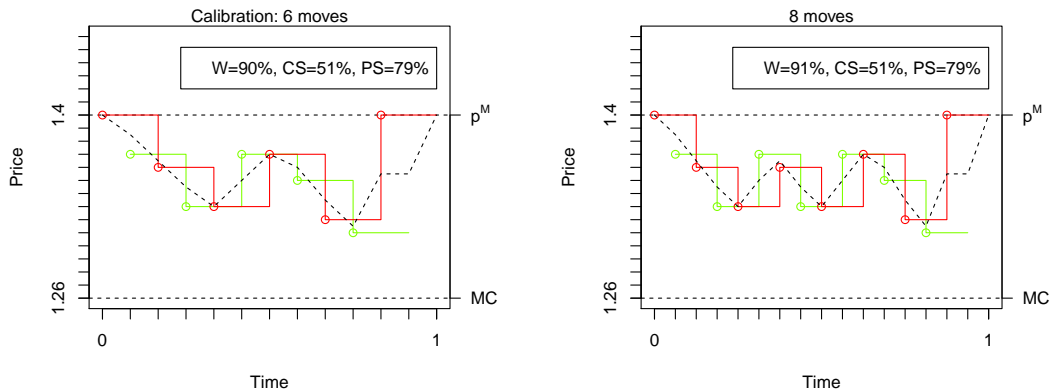 Calibration: 6 moves
W=90%, CS=51%, PS=79%
1.4
p^M
Price
1.26
MC
0
1
Time
8 moves
W=91%, CS=51%, PS=79%
1.4
p^M
Price
1.26
MC
0
1
Time